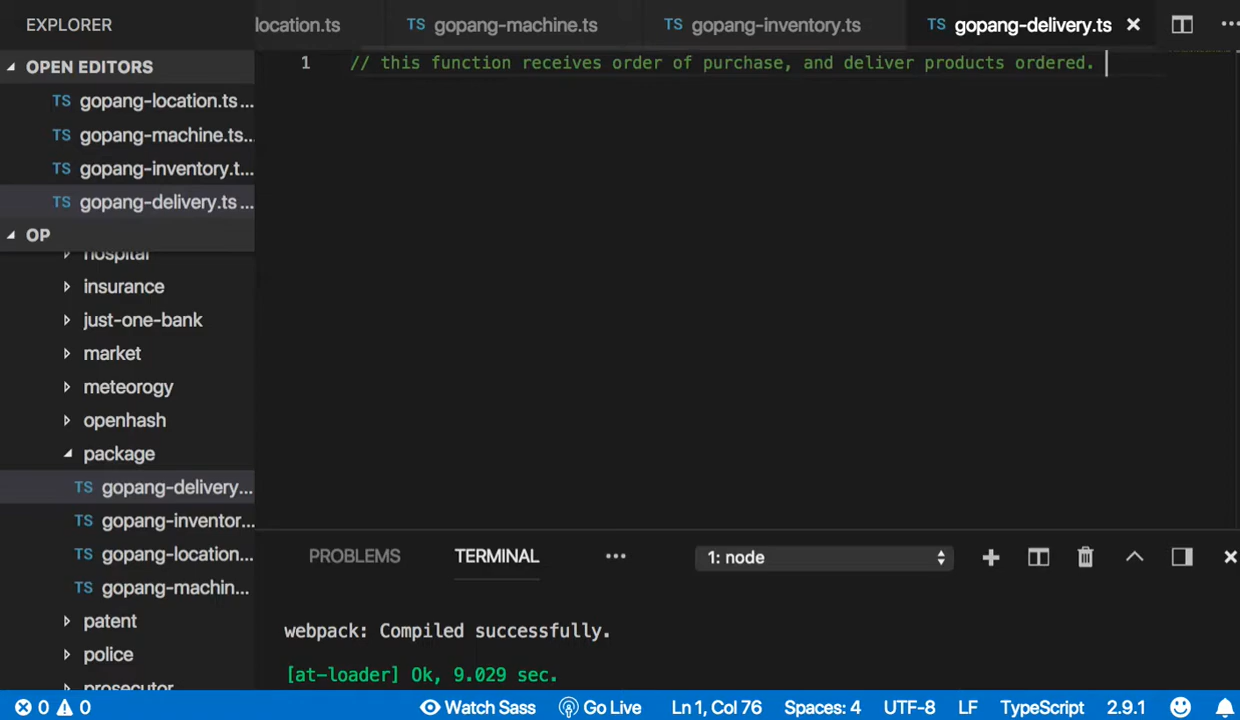 EXPLORER
location.ts
TS gopang-machine.ts
TS gopang-inventory.ts
TS gopang-delivery.ts
OPEN EDITORS
TS gopang-location.ts...
TS gopang-machine.ts...
TS gopang-inventory.t...
TS gopang-delivery.ts ...
OP
hospital
insurance
just-one-bank
market
meteorogy
openhash
package
TS gopang-delivery...
TS gopang-inventor...
TS gopang-location...
TS gopang-machin...
patent
police
prosecutor
1 // this function receives order of purchase, and deliver products ordered.
PROBLEMS TERMINAL ... 1: node
webpack: Compiled successfully.
[at-loader] Ok, 9.029 sec.
0 0 Watch Sass Go Live Ln 1, Col 76 Spaces: 4 UTF-8 LF TypeScript 2.9.1